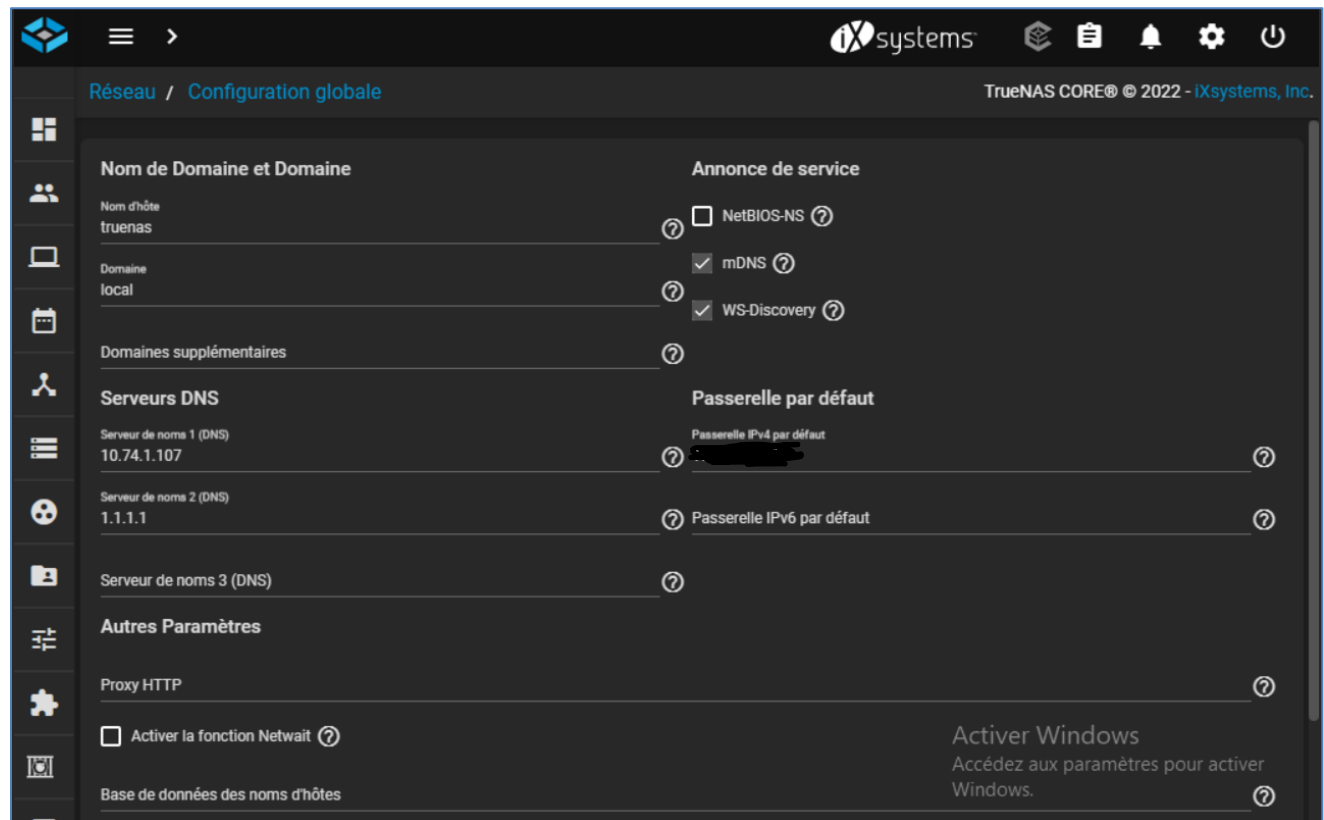 iXsystems
Réseau / Configuration globale
TrueNAS CORE® © 2022 - iXsystems, Inc.
Nom de Domaine et Domaine
Nom d'hôte
truenas
Domaine
local
Domaines supplémentaires
Annonce de service
NetBIOS-NS
mDNS
WS-Discovery
Serveurs DNS
Serveur de noms 1 (DNS)
10.74.1.107
Serveur de noms 2 (DNS)
1.1.1.1
Serveur de noms 3 (DNS)
Passerelle par défaut
Passerelle IPv4 par défaut
Passerelle IPv6 par défaut
Autres Paramètres
Proxy HTTP
Activer la fonction Netwait
Base de données des noms d'hôtes
Activer Windows
Accédez aux paramètres pour activer
Windows.